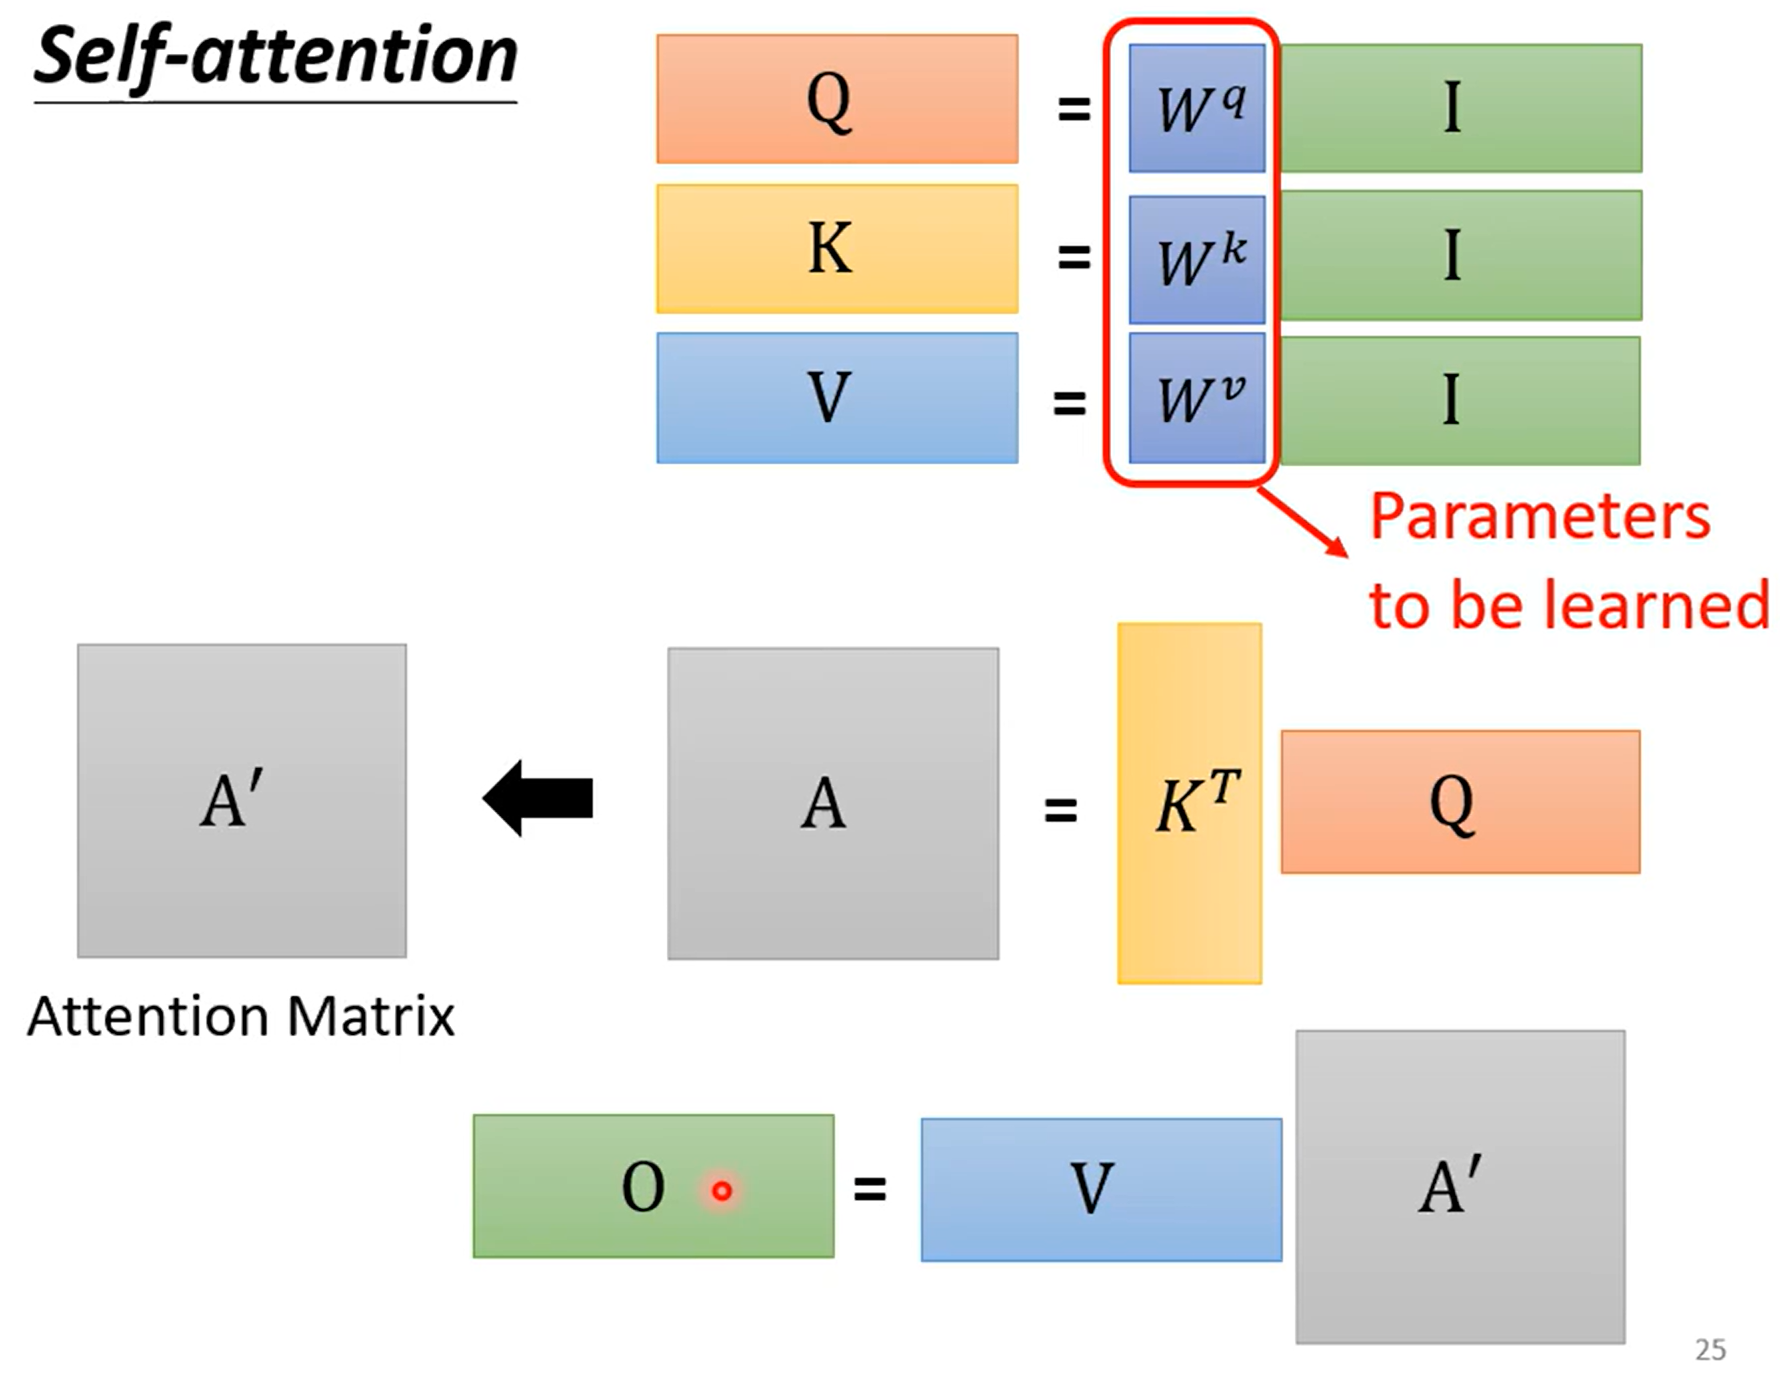 Self-attention
Q = W^q I
K = W^k I
V = W^v I
Parameters
to be learned
A′ A = K^T Q
Attention Matrix
O = V A′
25